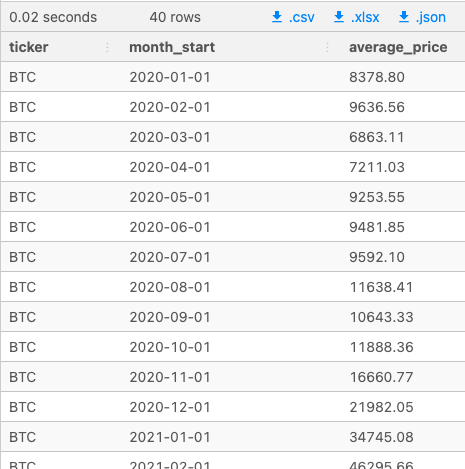 0.02 seconds 40 rows .csv .xlsx .json
ticker month_start average_price
BTC 2020-01-01 8378.80
BTC 2020-02-01 9636.56
BTC 2020-03-01 6863.11
BTC 2020-04-01 7211.03
BTC 2020-05-01 9253.55
BTC 2020-06-01 9481.85
BTC 2020-07-01 9592.10
BTC 2020-08-01 11638.41
BTC 2020-09-01 10643.33
BTC 2020-10-01 11888.36
BTC 2020-11-01 16660.77
BTC 2020-12-01 21982.05
BTC 2021-01-01 34745.08
BTC 2021-02-01 46295.66